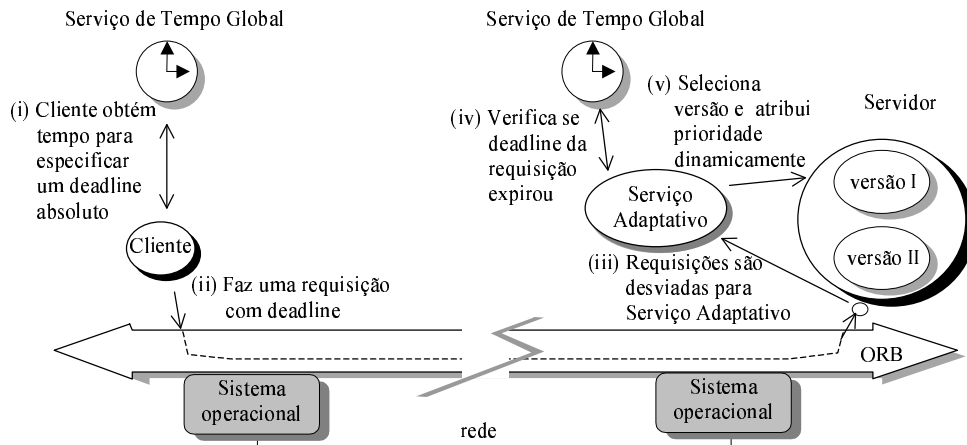 Serviço de Tempo Global
(i) Cliente obtém
tempo para
especificar
um deadline
absoluto
Cliente
(ii) Faz uma requisição
com deadline
Serviço de Tempo Global
(iv) Verifica se
deadline da
requisição
expirou
(v) Seleciona
versão e atribui
prioridade
dinamicamente
Servidor
versão I
versão II
Serviço
Adaptativo
(iii) Requisições são
desviadas para
Serviço Adaptativo
ORB
Sistema
operacional
rede
Sistema
operacional